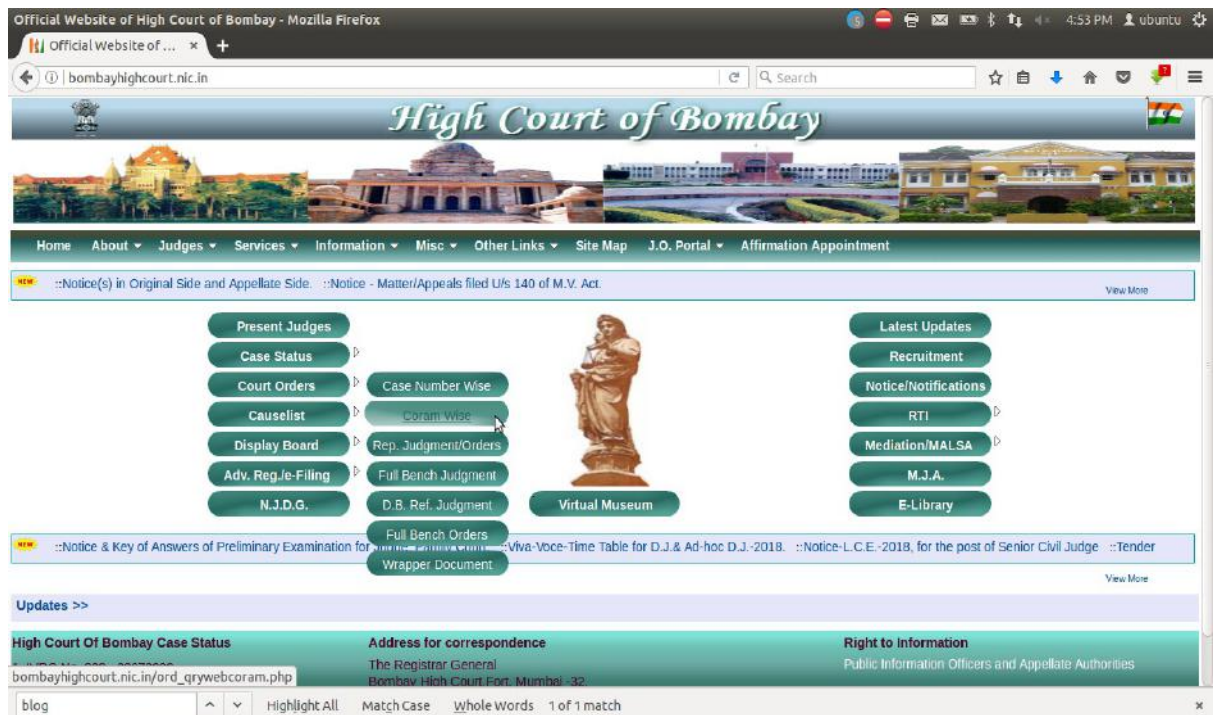 Official Website of High Court of Bombay - Mozilla Firefox
4:53 PM ubuntu
Official Website of ... × +
bombayhighcourt.nic.in
Search
7
High Court of Bombay
Home About Judges Services Information Misc Other Links Site Map J.O. Portal Affirmation Appointment
NEW ::Notice(s) in Original Side and Appellate Side. ::Notice - Matter/Appeals filed U/s 140 of M.V. Act.
View More
Present Judges
Case Status
Court Orders
Causelist
Display Board
Adv. Reg./e-Filing
N.J.D.G.
Case Number Wise
Coram Wise
Rep. Judgment/Orders
Full Bench Judgment
D.B. Ref. Judgment
Full Bench Orders
Wrapper Document
Virtual Museum
Latest Updates
Recruitment
Notice/Notifications
RTI
Mediation/MALSA
M.J.A.
E-Library
NEW ::Notice & Key of Answers of Preliminary Examination for ::Viva-Voce-Time Table for D.J.& Ad-hoc D.J.-2018. ::Notice-L.C.E.-2018, for the post of Senior Civil Judge ::Tender
View More
Updates >>
High Court Of Bombay Case Status
Address for correspondence
The Registrar General
Bombay High Court,Fort, Mumbai -32.
Right to Information
Public Information Officers and Appellate Authorities
bombayhighcourt.nic.in/ord_qrywebcoram.php
blog Highlight All Match Case Whole Words 1 of 1 match ×